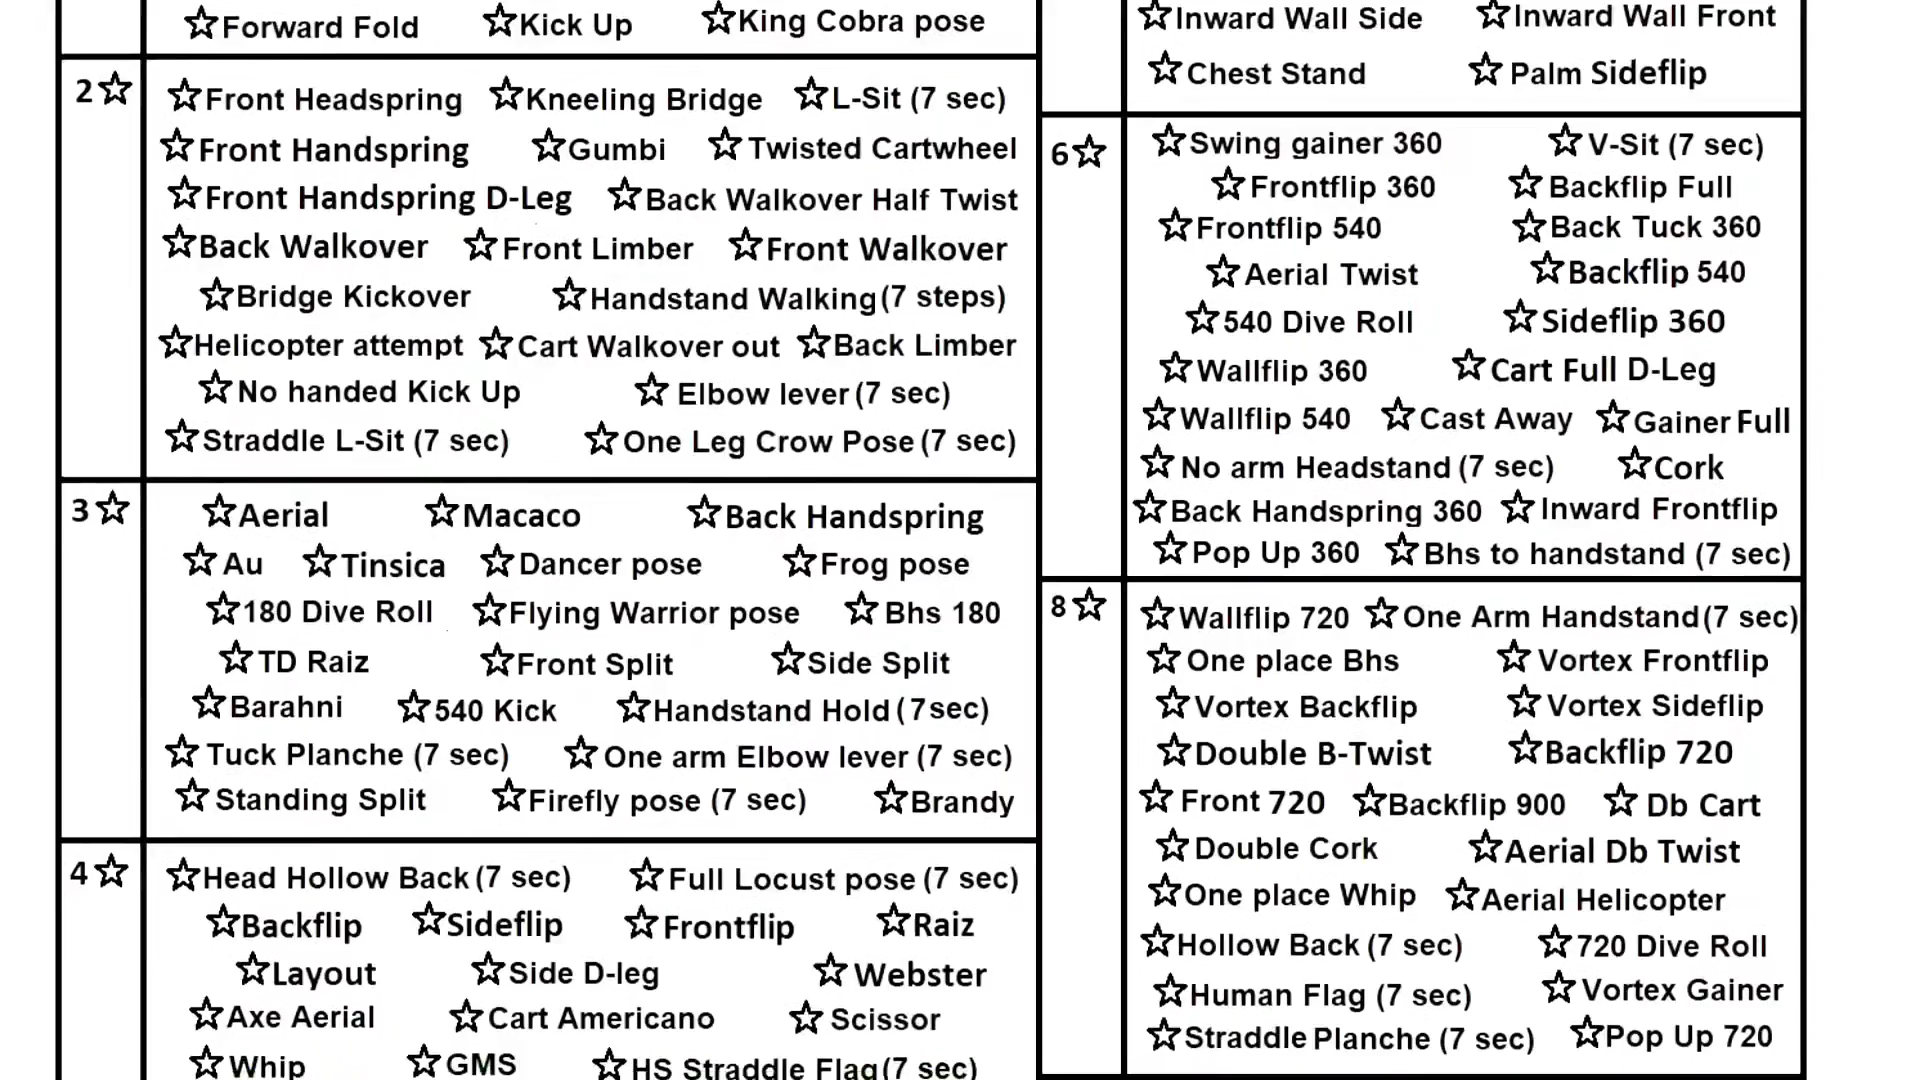 ☆Forward Fold ☆Kick Up ☆King Cobra pose
2☆
☆Front Headspring ☆Kneeling Bridge ☆L-Sit (7 sec)
☆Front Handspring ☆Gumbi ☆Twisted Cartwheel
☆Front Handspring D-Leg ☆Back Walkover Half Twist
☆Back Walkover ☆Front Limber ☆Front Walkover
☆Bridge Kickover ☆Handstand Walking (7 steps)
☆Helicopter attempt ☆Cart Walkover out ☆Back Limber
☆No handed Kick Up ☆Elbow lever (7 sec)
☆Straddle L-Sit (7 sec) ☆One Leg Crow Pose (7 sec)
3☆
☆Aerial ☆Macaco ☆Back Handspring
☆Au ☆Tinsica ☆Dancer pose ☆Frog pose
☆180 Dive Roll ☆Flying Warrior pose ☆Bhs 180
☆TD Raiz ☆Front Split ☆Side Split
☆Barahni ☆540 Kick ☆Handstand Hold (7sec)
☆Tuck Planche (7 sec) ☆One arm Elbow lever (7 sec)
☆Standing Split ☆Firefly pose (7 sec) ☆Brandy
4☆
☆Head Hollow Back (7 sec) ☆Full Locust pose (7 sec)
☆Backflip ☆Sideflip ☆Frontflip ☆Raiz
☆Layout ☆Side D-leg ☆Webster
☆Axe Aerial ☆Cart Americano ☆Scissor
☆Whip ☆GMS ☆HS Straddle Flag (7 sec)
☆Inward Wall Side ☆Inward Wall Front
☆Chest Stand ☆Palm Sideflip
6☆
☆Swing gainer 360 ☆V-Sit (7 sec)
☆Frontflip 360 ☆Backflip Full
☆Frontflip 540 ☆Back Tuck 360
☆Aerial Twist ☆Backflip 540
☆540 Dive Roll ☆Sideflip 360
☆Wallflip 360 ☆Cart Full D-Leg
☆Wallflip 540 ☆Cast Away ☆Gainer Full
☆No arm Headstand (7 sec) ☆Cork
☆Back Handspring 360 ☆Inward Frontflip
☆Pop Up 360 ☆Bhs to handstand (7 sec)
8☆
☆Wallflip 720 ☆One Arm Handstand (7 sec)
☆One place Bhs ☆Vortex Frontflip
☆Vortex Backflip ☆Vortex Sideflip
☆Double B-Twist ☆Backflip 720
☆Front 720 ☆Backflip 900 ☆Db Cart
☆Double Cork ☆Aerial Db Twist
☆One place Whip ☆Aerial Helicopter
☆Hollow Back (7 sec) ☆720 Dive Roll
☆Human Flag (7 sec) ☆Vortex Gainer
☆Straddle Planche (7 sec) ☆Pop Up 720